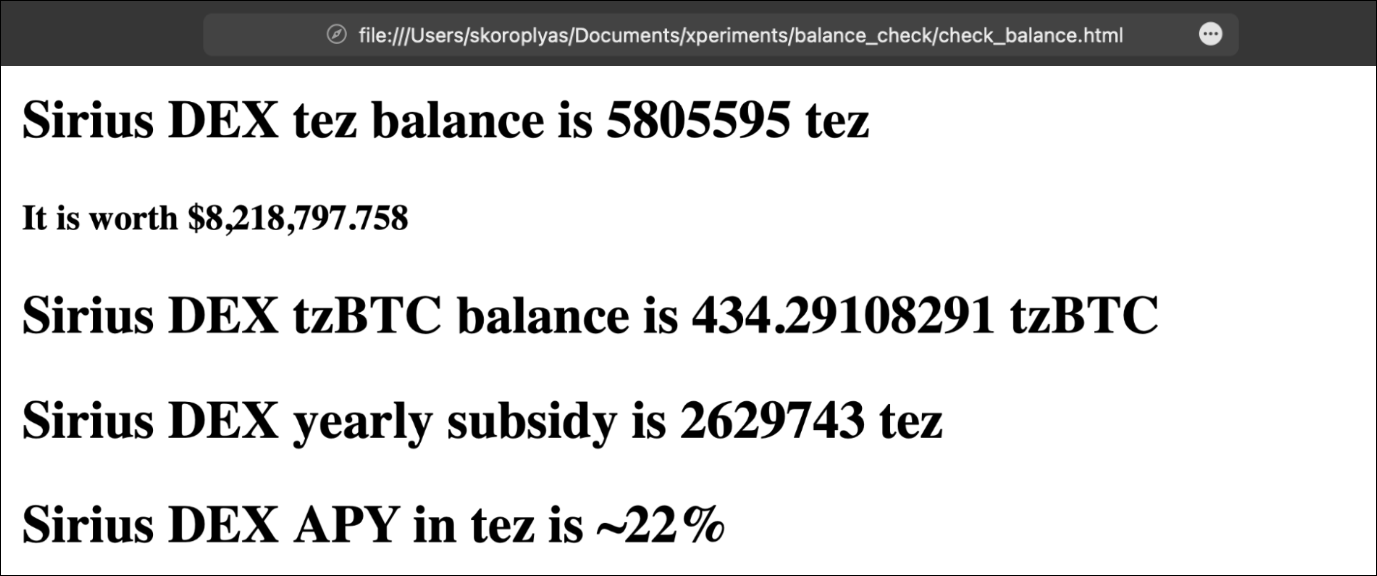 file:///Users/skoroplyas/Documents/xperiments/balance_check/check_balance.html
Sirius DEX tez balance is 5805595 tez
It is worth $8,218,797.758
Sirius DEX tzBTC balance is 434.29108291 tzBTC
Sirius DEX yearly subsidy is 2629743 tez
Sirius DEX APY in tez is ~22%